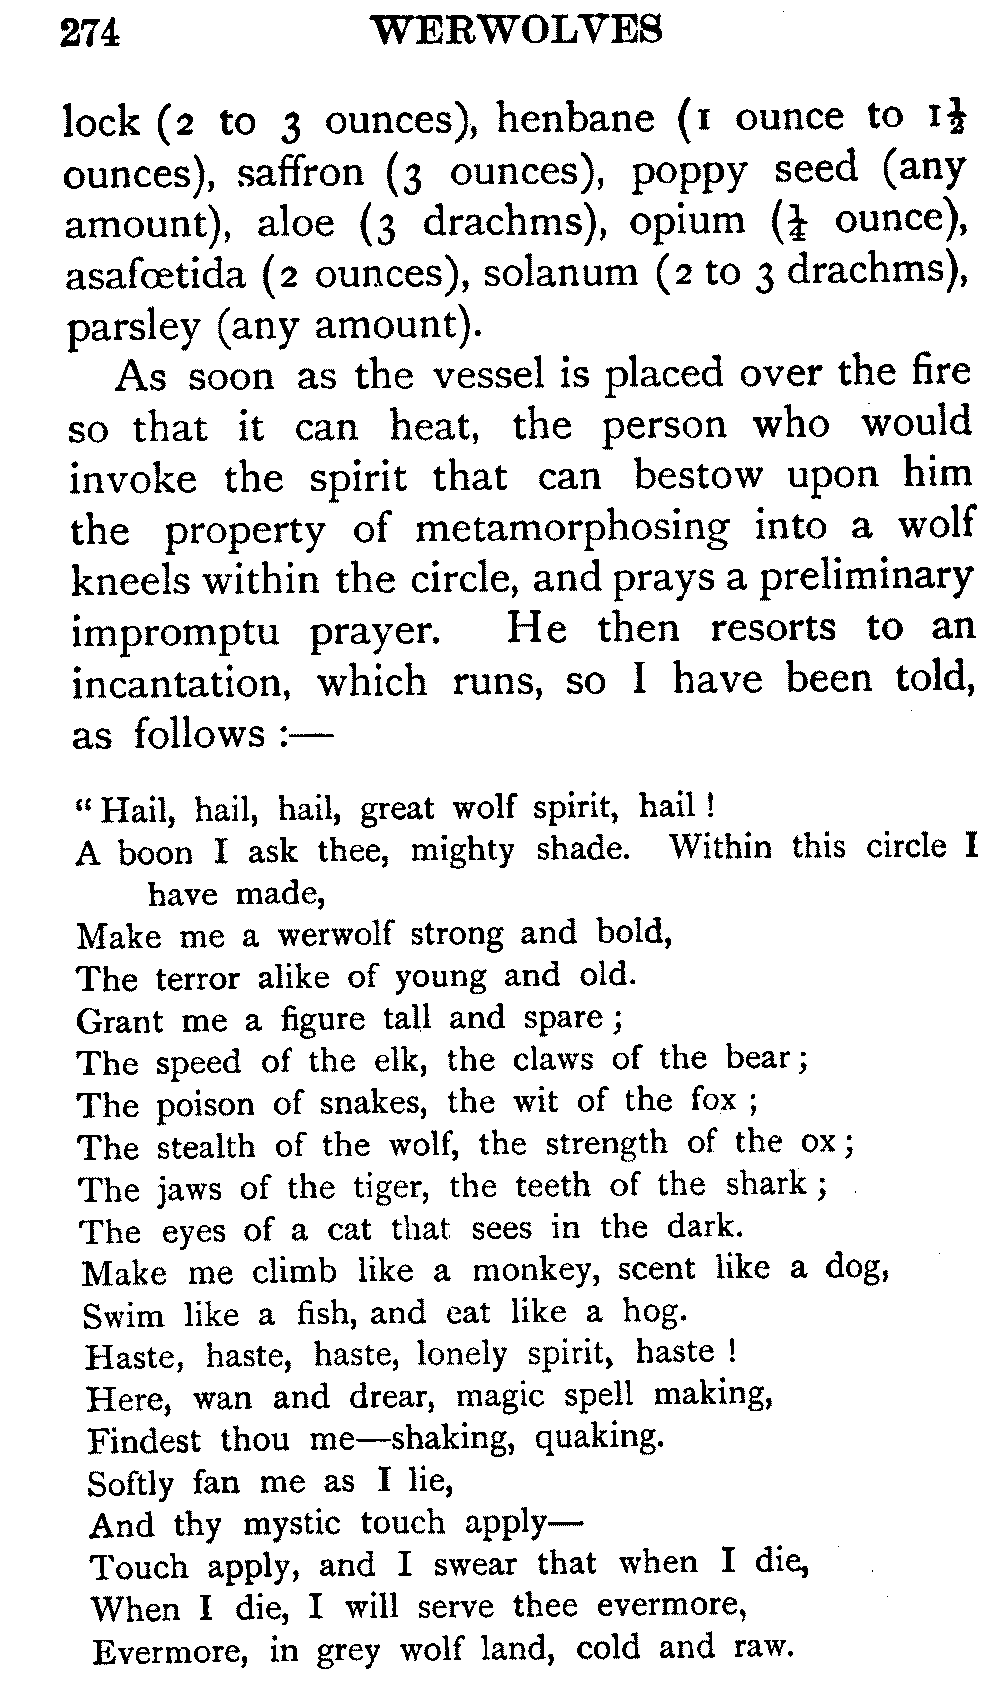 274 WERWOLVES
lock (2 to 3 ounces), henbane (1 ounce to 1½
ounces), saffron (3 ounces), poppy seed (any
amount), aloe (3 drachms), opium (¼ ounce),
asafœtida (2 ounces), solanum (2 to 3 drachms),
parsley (any amount).
As soon as the vessel is placed over the fire
so that it can heat, the person who would
invoke the spirit that can bestow upon him
the property of metamorphosing into a wolf
kneels within the circle, and prays a preliminary
impromptu prayer. He then resorts to an
incantation, which runs, so I have been told,
as follows :—
“ Hail, hail, hail, great wolf spirit, hail !
A boon I ask thee, mighty shade. Within this circle I
have made,
Make me a werwolf strong and bold,
The terror alike of young and old.
Grant me a figure tall and spare ;
The speed of the elk, the claws of the bear ;
The poison of snakes, the wit of the fox ;
The stealth of the wolf, the strength of the ox ;
The jaws of the tiger, the teeth of the shark ;
The eyes of a cat that sees in the dark.
Make me climb like a monkey, scent like a dog,
Swim like a fish, and eat like a hog.
Haste, haste, haste, lonely spirit, haste !
Here, wan and drear, magic spell making,
Findest thou me—shaking, quaking.
Softly fan me as I lie,
And thy mystic touch apply—
Touch apply, and I swear that when I die,
When I die, I will serve thee evermore,
Evermore, in grey wolf land, cold and raw.